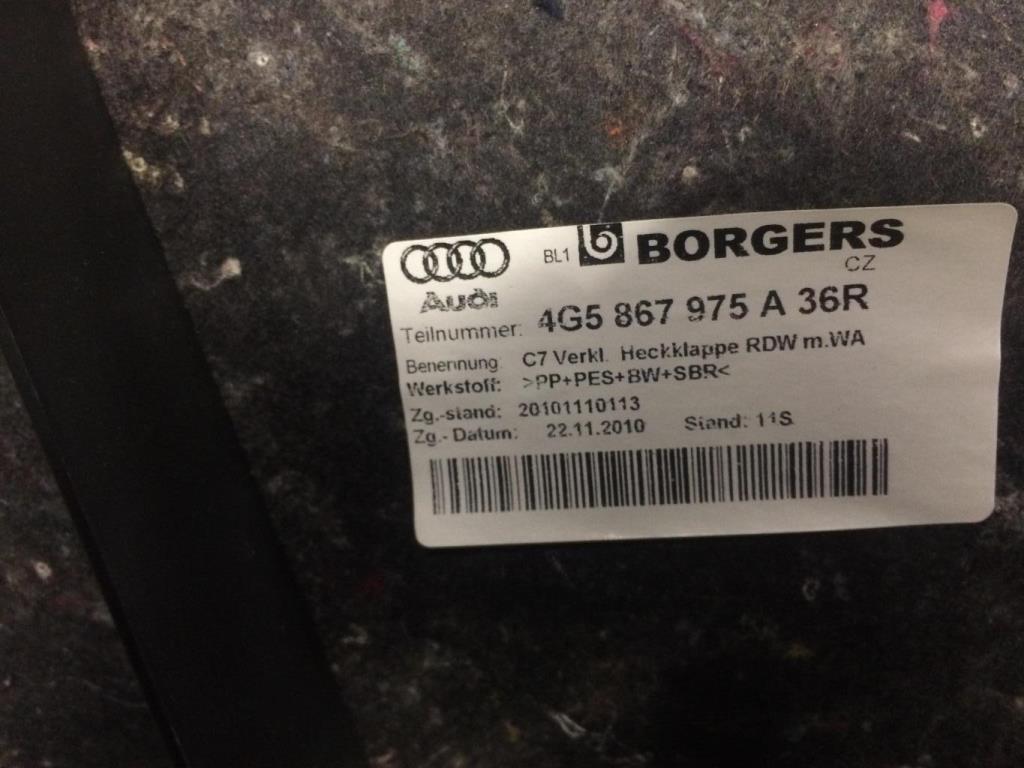 BL1 b BORGERS
CZ
Audi
Teilnummer: 4G5 867 975 A 36R
Benennung: C7 Verkl. Heckklappe RDW m.WA
Werkstoff: >PP+PES+BW+SBR<
Zg.-stand: 20101110113
Zg.- Datum: 22.11.2010 Stand: 11S